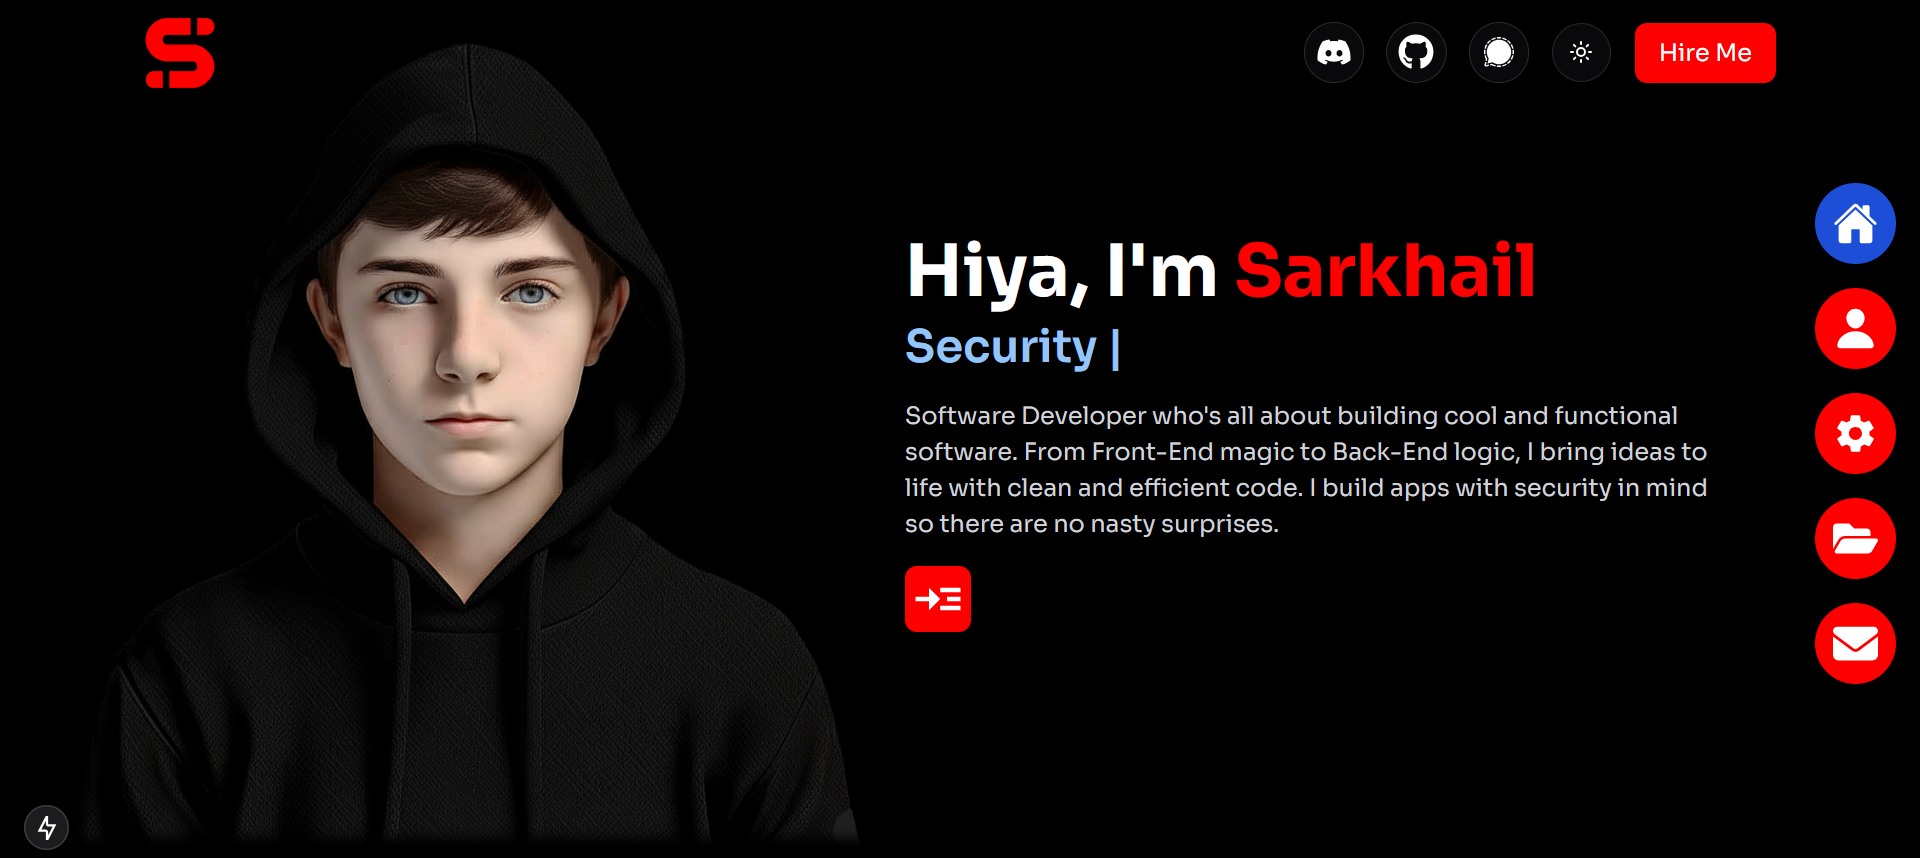 S
Hire Me
Hiya, I'm Sarkhail
Security |
Software Developer who's all about building cool and functional
software. From Front-End magic to Back-End logic, I bring ideas to
life with clean and efficient code. I build apps with security in mind
so there are no nasty surprises.